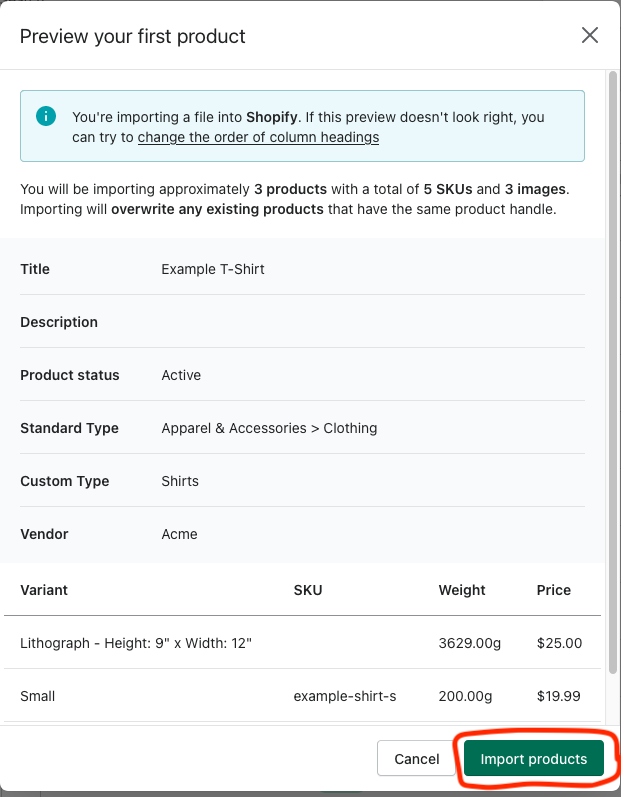 Preview your first product
You're importing a file into Shopify. If this preview doesn't look right, you
can try to change the order of column headings
You will be importing approximately 3 products with a total of 5 SKUs and 3 images.
Importing will overwrite any existing products that have the same product handle.
Title Example T-Shirt
Description
Product status Active
Standard Type Apparel & Accessories > Clothing
Custom Type Shirts
Vendor Acme
Variant SKU Weight Price
Lithograph - Height: 9" x Width: 12" 3629.00g $25.00
Small example-shirt-s 200.00g $19.99
Cancel Import products